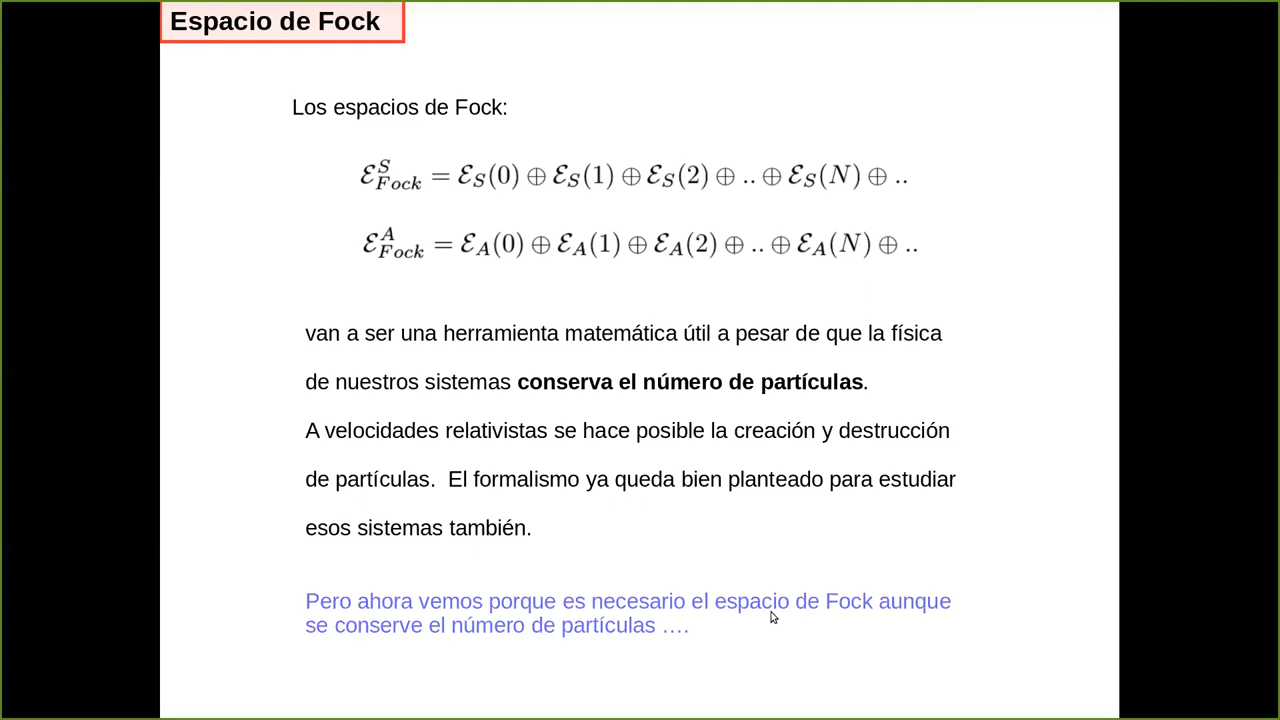 Espacio de Fock
Los espacios de Fock:
ℰ^S_{Fock} = ℰ_S(0) ⊕ ℰ_S(1) ⊕ ℰ_S(2) ⊕ .. ⊕ ℰ_S(N) ⊕ ..
ℰ^A_{Fock} = ℰ_A(0) ⊕ ℰ_A(1) ⊕ ℰ_A(2) ⊕ .. ⊕ ℰ_A(N) ⊕ ..
van a ser una herramienta matemática útil a pesar de que la física
de nuestros sistemas conserva el número de partículas.
A velocidades relativistas se hace posible la creación y destrucción
de partículas.  El formalismo ya queda bien planteado para estudiar
esos sistemas también.
Pero ahora vemos porque es necesario el espacio de Fock aunque
se conserve el número de partículas ….